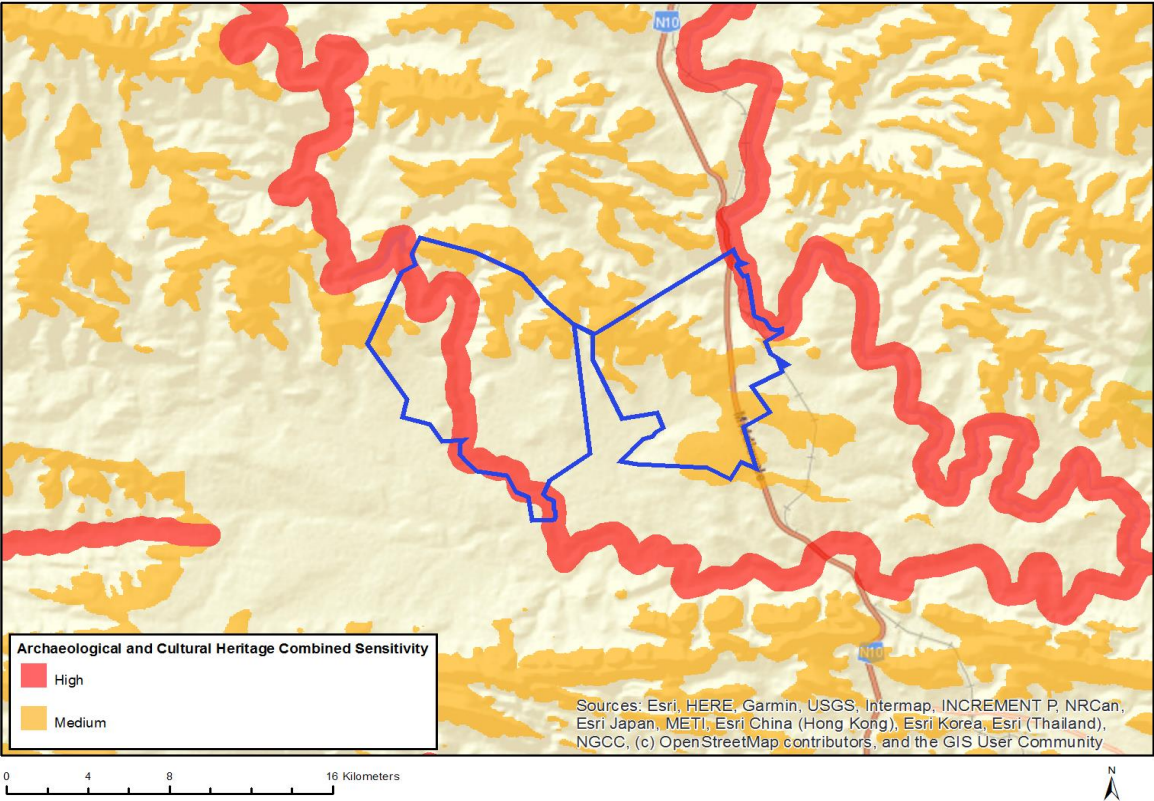 N10
Archaeological and Cultural Heritage Combined Sensitivity
High
Medium
N10
Sources: Esri, HERE, Garmin, USGS, Intermap, INCREMENT P, NRCan,
Esri Japan, METI, Esri China (Hong Kong), Esri Korea, Esri (Thailand),
NGCC, (c) OpenStreetMap contributors, and the GIS User Community
0 4 8 16 Kilometers
N